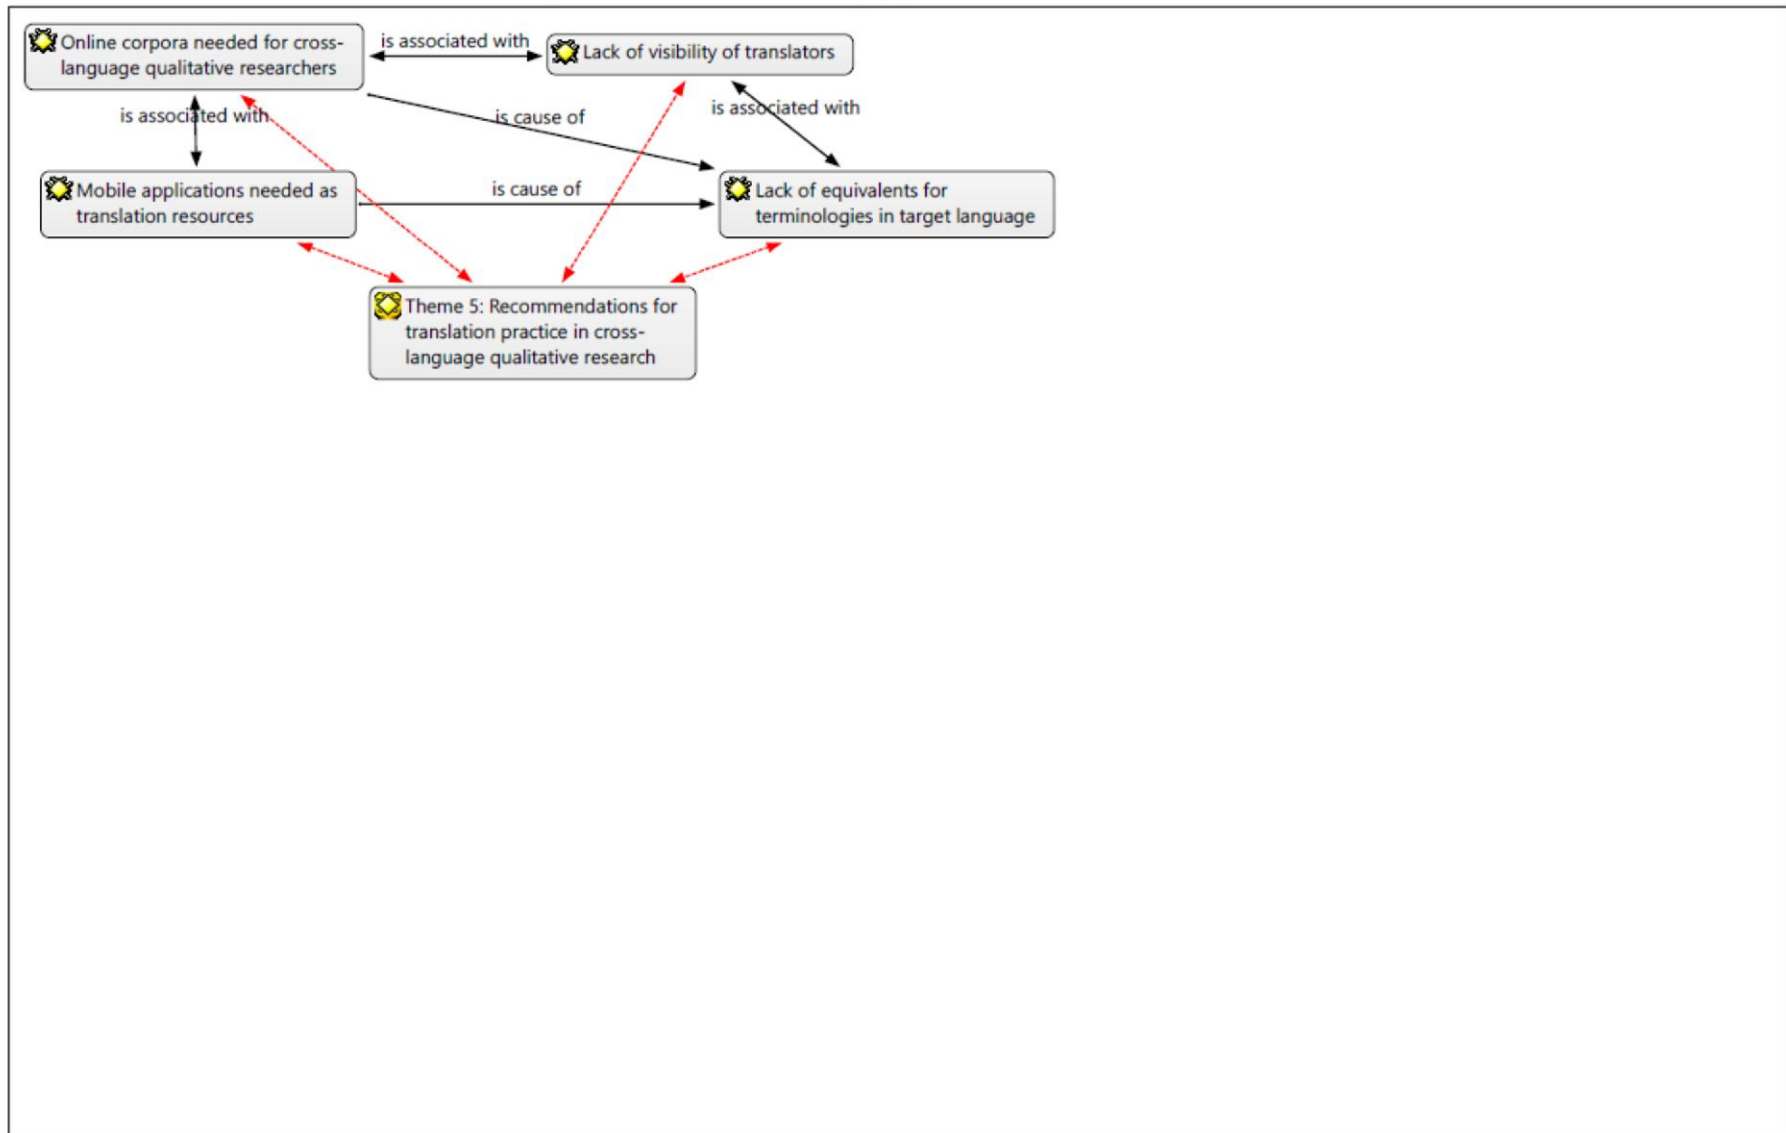 Online corpora needed for cross-
language qualitative researchers
is associated with
Lack of visibility of translators
is associated with
is cause of
is associated with
Mobile applications needed as
translation resources
is cause of
Lack of equivalents for
terminologies in target language
Theme 5: Recommendations for
translation practice in cross-
language qualitative research